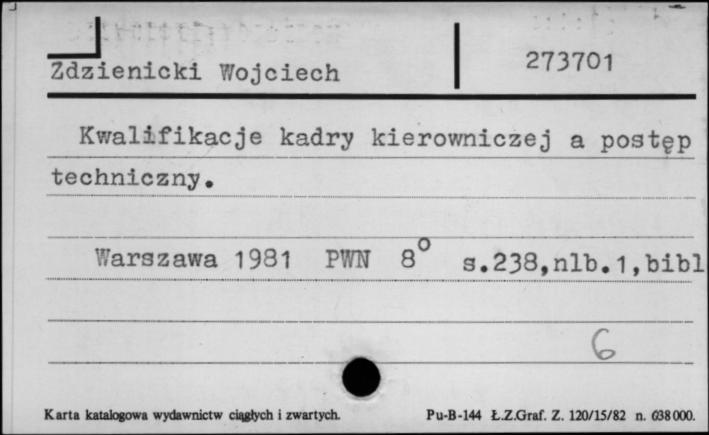 Zdzienicki Wojciech 273701
Kwalifikacje kadry kierowniczej a postęp
techniczny.
Warszawa 1981 PWN 8° s.238,nlb.1,bibl
6
Karta katalogowa wydawnictw ciągłych i zwartych. Pu-B-144 Ł.Z.Graf. Z. 120/15/82 n. 638000.